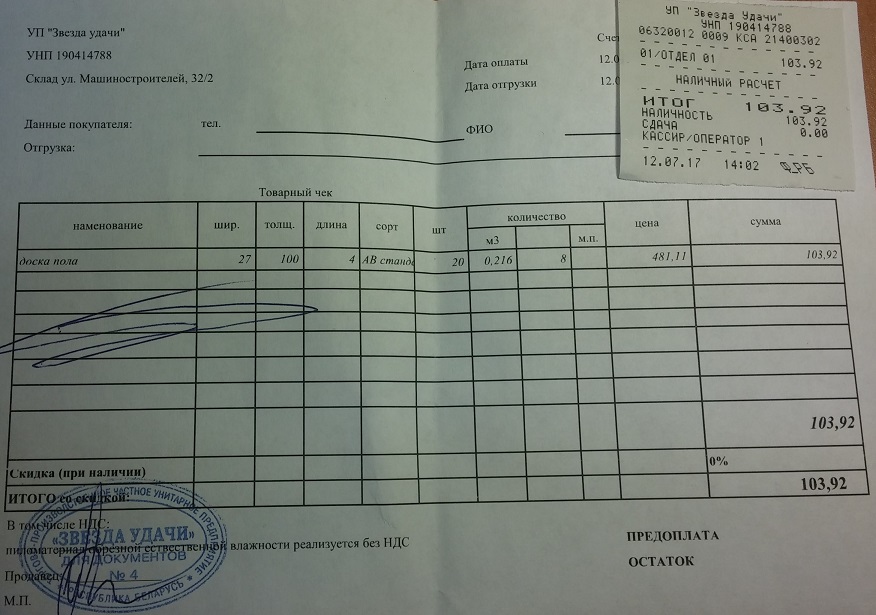 УП "Звезда удачи"
УНП 190414788
Склад ул. Машиностроителей, 32/2
Дата оплаты 12.0
Дата отгрузки 12.0
Данные покупателя: тел. ФИО
Отгрузка:
УП "Звезда Удачи"
УНП 190414788
06320012 0009 КСА 21400302
01/ОТДЕЛ 01 103.92
НАЛИЧНЫЙ РАСЧЕТ
ИТОГ 103.92
НАЛИЧНОСТЬ 103.92
СДАЧА 0.00
КАССИР/ОПЕРАТОР 1
12.07.17 14:02 ФРБ
Товарный чек
наменование шир. толщ. длина сорт шт количество цена сумма
м3 м.п.
доска пола 27 100 4 АВ станд 20 0,216 8 481,11 103,92
103,92
Скидка (при наличии) 0%
ИТОГО со скидкой: 103,92
В том числе НДС:
пиломатериал обрезной ествественной влажности реализуется без НДС
Продавец
М.П.
ПРЕДОПЛАТА
ОСТАТОК
ТОРГОВО-ПРОИЗВОДСТВЕННОЕ ЧАСТНОЕ УНИТАРНОЕ ПРЕДПРИЯТИЕ
«ЗВЕЗДА УДАЧИ»
ДЛЯ ДОКУМЕНТОВ
№ 4
РЕСПУБЛИКА БЕЛАРУСЬ